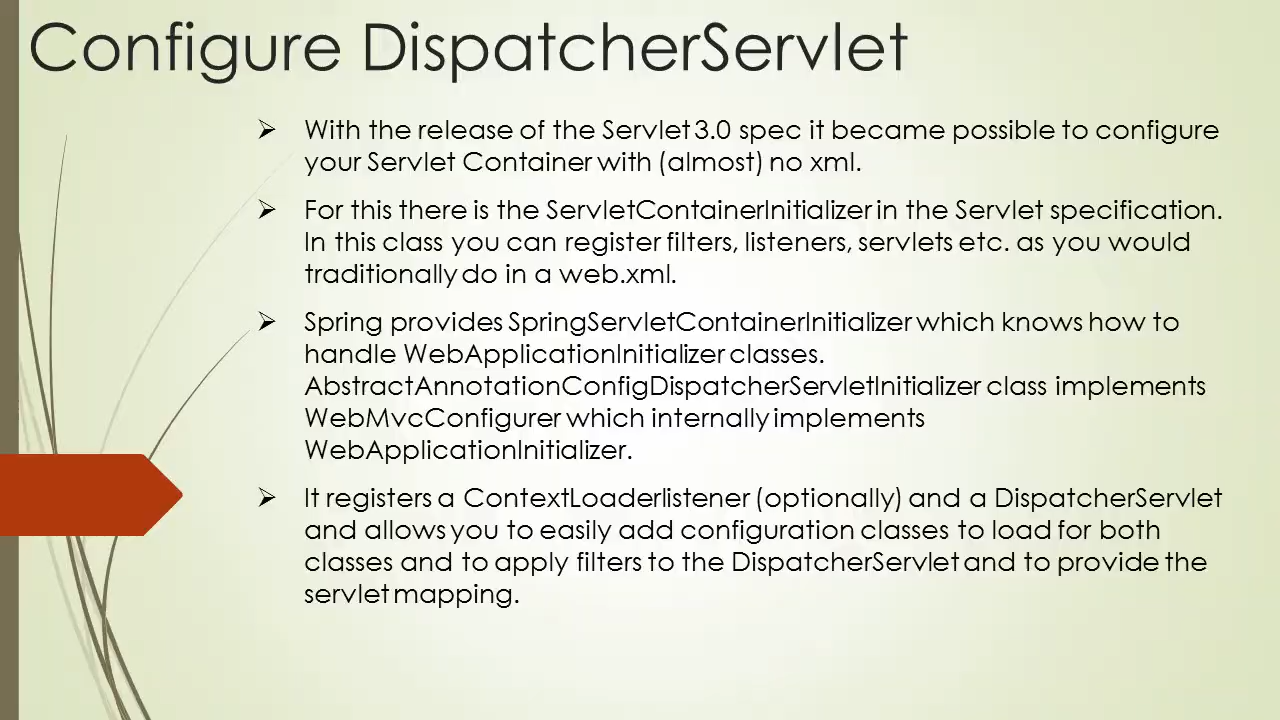 Configure DispatcherServlet
With the release of the Servlet 3.0 spec it became possible to configure
your Servlet Container with (almost) no xml.
For this there is the ServletContainerInitializer in the Servlet specification.
In this class you can register filters, listeners, servlets etc. as you would
traditionally do in a web.xml.
Spring provides SpringServletContainerInitializer which knows how to
handle WebApplicationInitializer classes.
AbstractAnnotationConfigDispatcherServletInitializer class implements
WebMvcConfigurer which internally implements
WebApplicationInitializer.
It registers a ContextLoaderlistener (optionally) and a DispatcherServlet
and allows you to easily add configuration classes to load for both
classes and to apply filters to the DispatcherServlet and to provide the
servlet mapping.